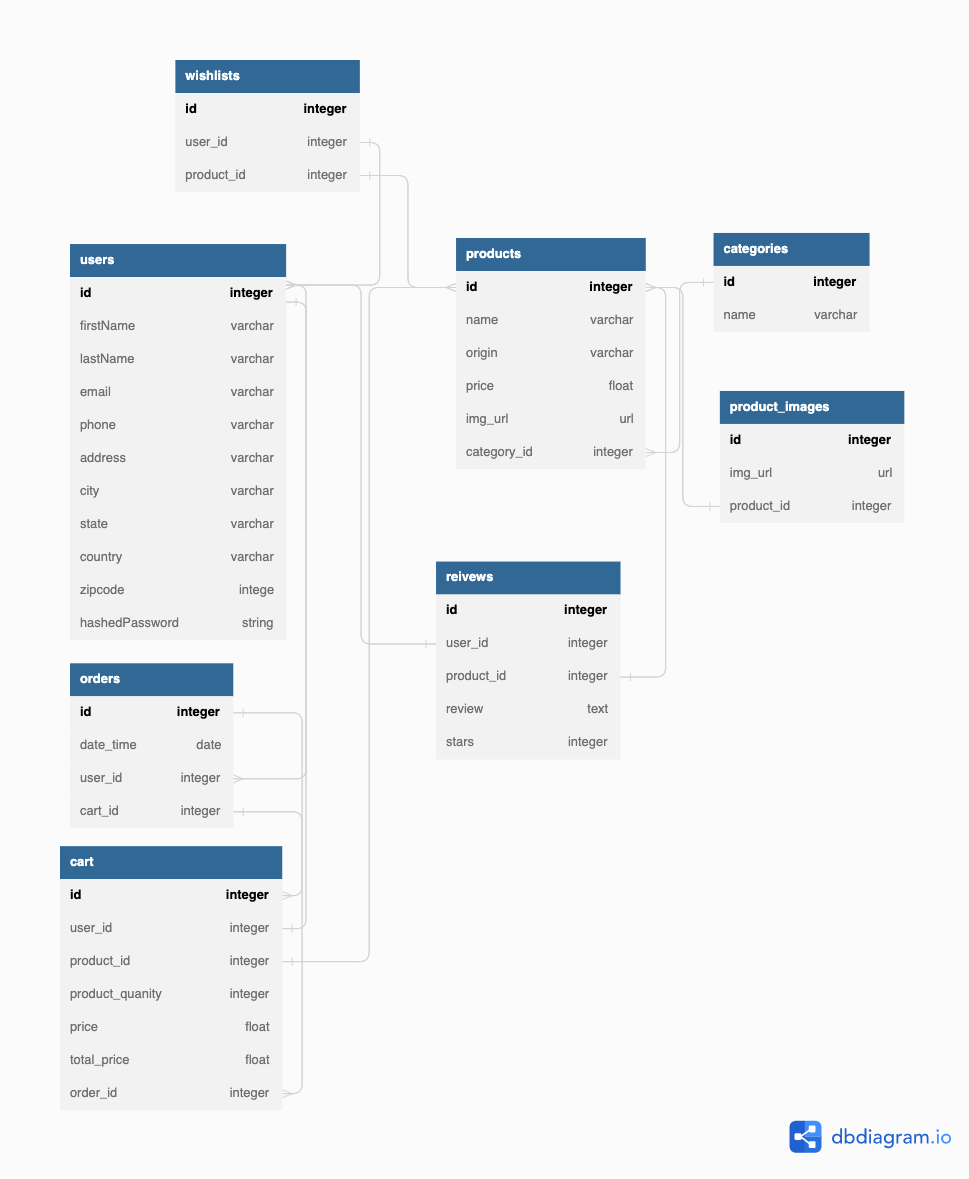 wishlists
id integer
user_id integer
product_id integer
users
id integer
firstName varchar
lastName varchar
email varchar
phone varchar
address varchar
city varchar
state varchar
country varchar
zipcode intege
hashedPassword string
products
id integer
name varchar
origin varchar
price float
img_url url
category_id integer
categories
id integer
name varchar
product_images
id integer
img_url url
product_id integer
reivews
id integer
user_id integer
product_id integer
review text
stars integer
orders
id integer
date_time date
user_id integer
cart_id integer
cart
id integer
user_id integer
product_id integer
product_quanity integer
price float
total_price float
order_id integer
dbdiagram.io